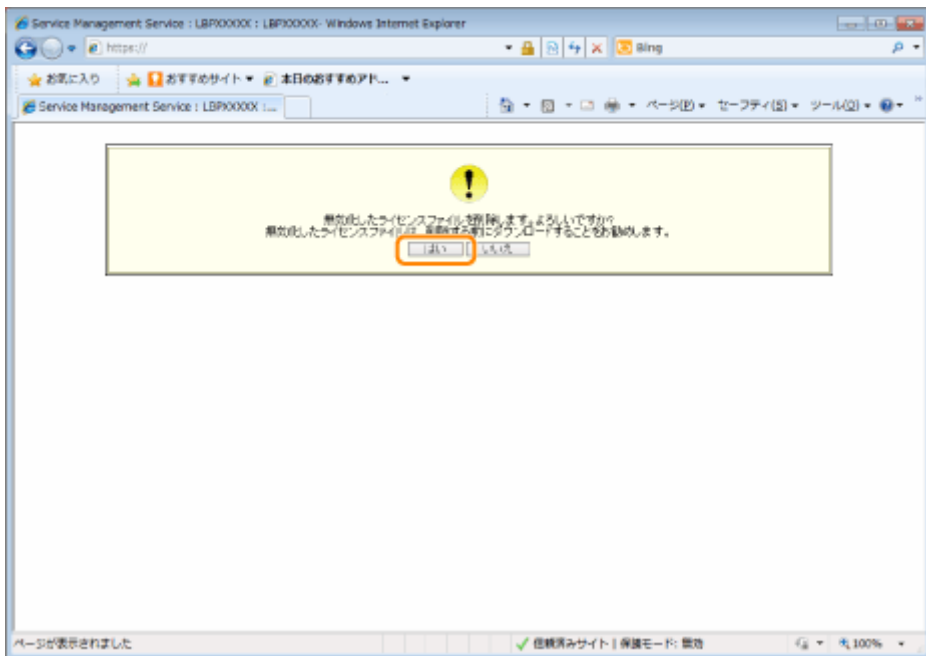 Service Management Service : LBPXXXXX : LBPXXXXX- Windows Internet Explorer
https://
Bing
お気に入り
おすすめサイト
本日のおすすめアド...
Service Management Service : LBPXXXXX :...
ページ(P)
セーフティ(S)
ツール(O)
無効化したライセンスファイルを削除します。よろしいですか?
無効化したライセンスファイルは、削除する前にダウンロードすることをお勧めします。
はい
いいえ
ページが表示されました
信頼済みサイト | 保護モード: 無効
100%